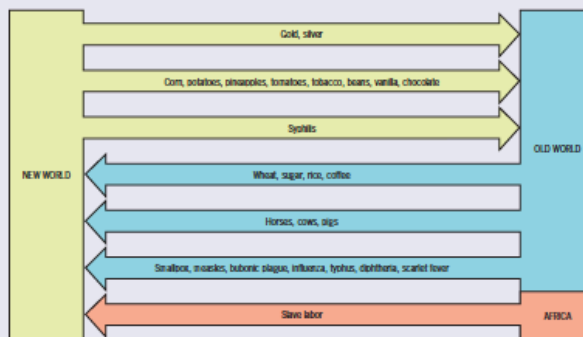 Gold, silver
Corn, potatoes, pineapples, tomatoes, tobacco, beans, vanilla, chocolate
Syphilis
OLD WORLD
NEW WORLD
Wheat, sugar, rice, coffee
Horses, cows, pigs
Smallpox, measles, bubonic plague, influenza, typhus, diphtheria, scarlet fever
Slave labor
AFRICA